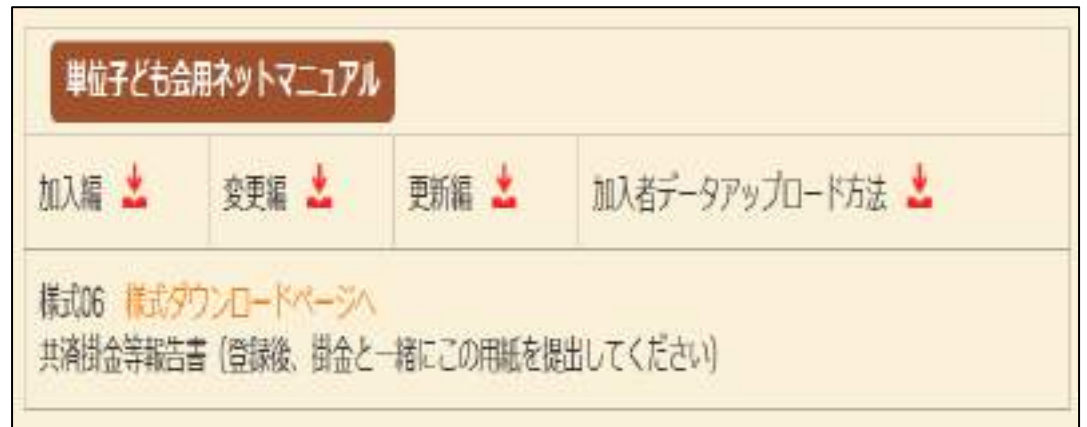 単位子ども会用ネットマニュアル
加入編 変更編 更新編 加入者データアップロード方法
様式06 様式ダウンロードページへ
共済掛金等報告書 (登録後、掛金と一緒にこの用紙を提出してください)